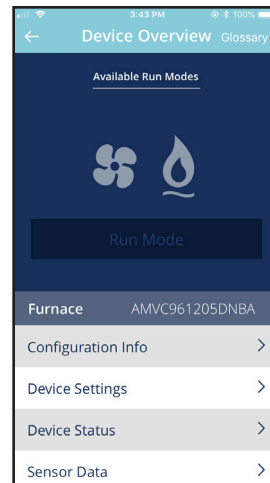 3:43 PM
100%
Device Overview Glossary
Available Run Modes
Run Mode
Furnace AMVC961205DNBA
Configuration Info
Device Settings
Device Status
Sensor Data